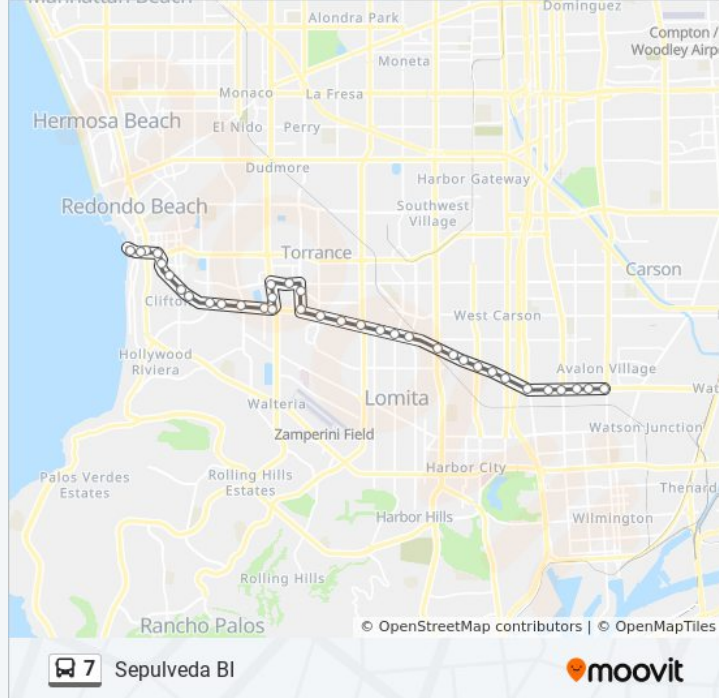 Manhattan Beach
Alondra Park
Dominguez
Compton /
Woodley Airp
Moneta
Monaco
La Fresa
Hermosa Beach
El Nido
Perry
Dudmore
Harbor Gateway
Redondo Beach
Southwest
Village
Torrance
Carson
Clift
West Carson
Hollywood
Riviera
Avalon Village
Wat
Walteria
Lomita
Watson Junction
Zamperini Field
Palos Verdes
Estates
Rolling Hills
Estates
Harbor City
Thenard
Harbor Hills
Wilmington
Rolling Hills
Rancho Palos
© OpenStreetMap contributors | © OpenMapTiles
7 Sepulveda Bl
moovit